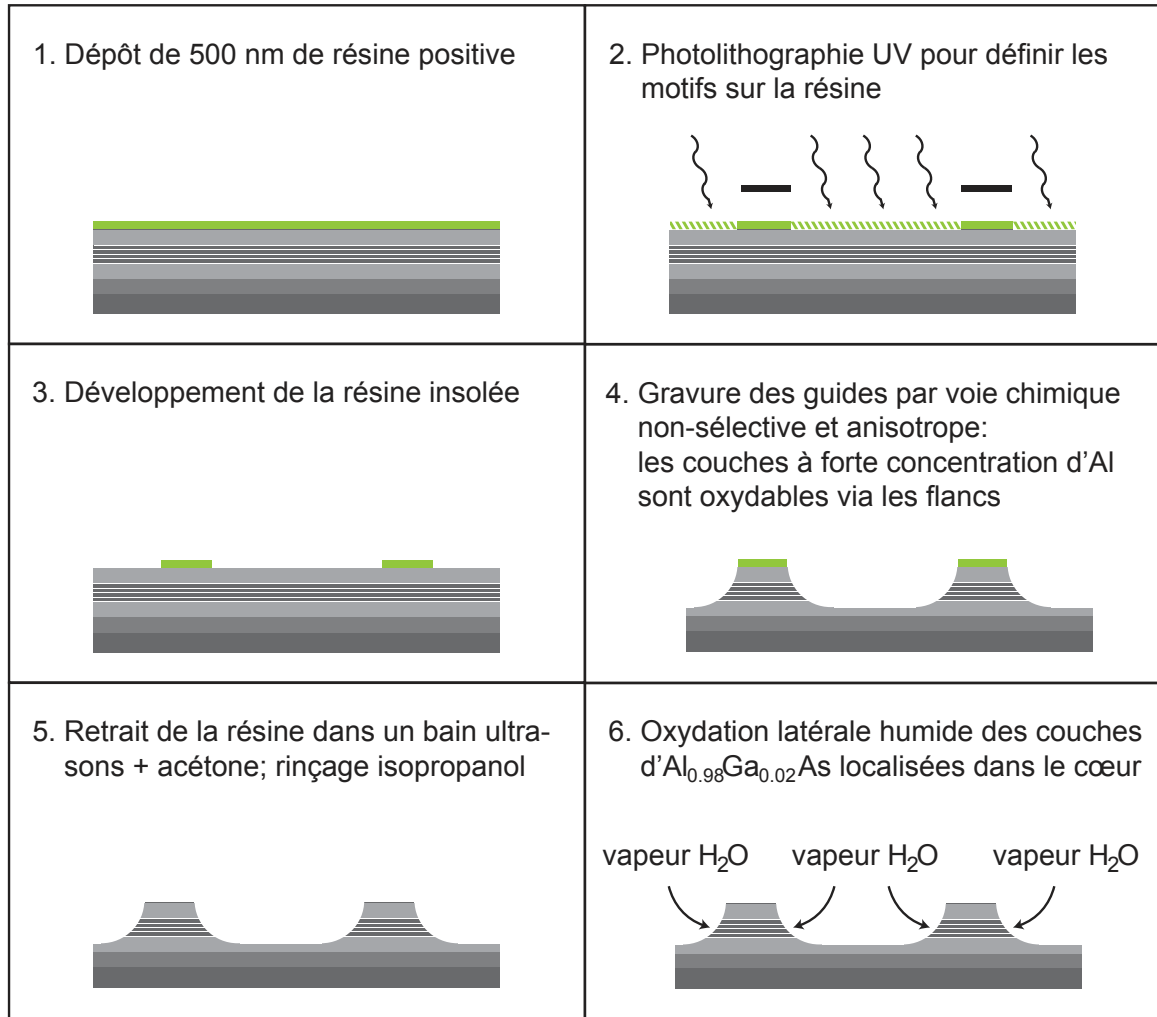 1. Dépôt de 500 nm de résine positive
2. Photolithographie UV pour définir les
motifs sur la résine
3. Développement de la résine insolée
4. Gravure des guides par voie chimique
non-sélective et anisotrope:
les couches à forte concentration d'Al
sont oxydables via les flancs
5. Retrait de la résine dans un bain ultra-
sons + acétone; rinçage isopropanol
6. Oxydation latérale humide des couches
d'Al₀.₉₈Ga₀.₀₂As localisées dans le cœur
vapeur H₂O vapeur H₂O vapeur H₂O